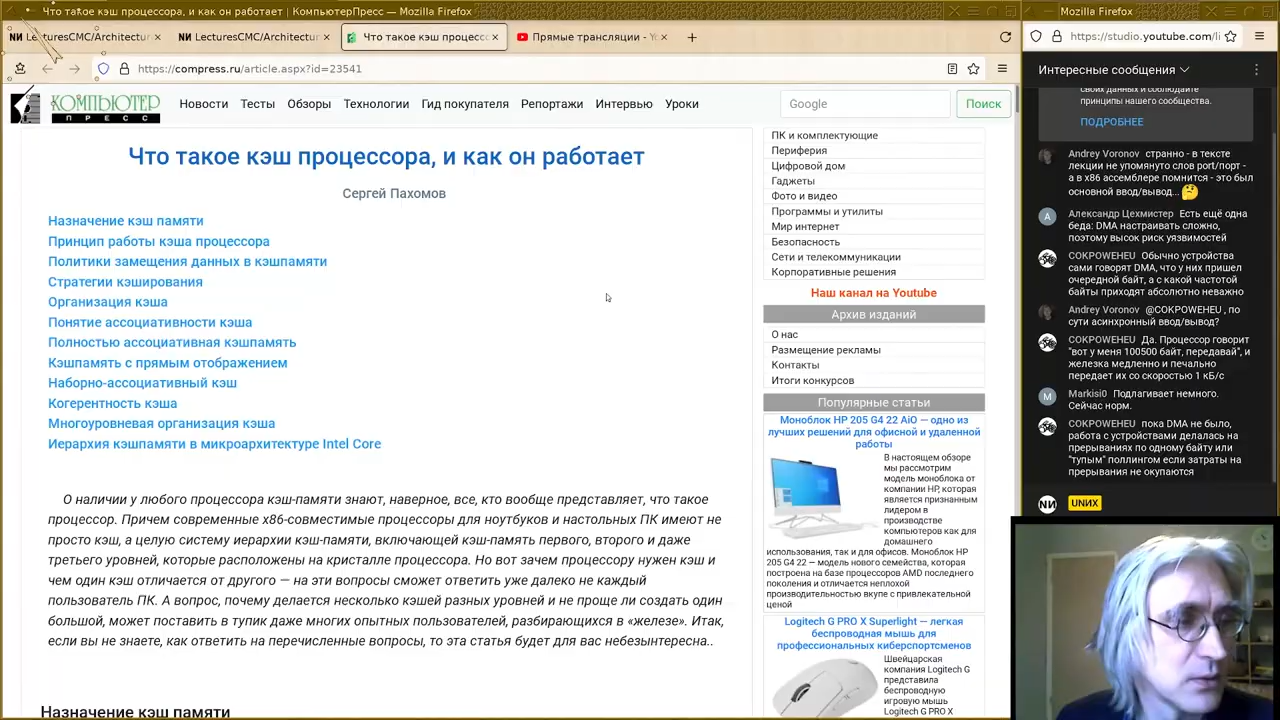 Что такое кэш процессора, и как он работает | КомпьютерПресс — Mozilla Firefox
LecturesCMC/Architectur
LecturesCMC/Architectur
Что такое кэш процессс
Прямые трансляции - Yc
https://compress.ru/article.aspx?id=23541
КОМПЬЮТЕР
ПРЕСС
Новости
Тесты
Обзоры
Технологии
Гид покупателя
Репортажи
Интервью
Уроки
Google
Поиск
Что такое кэш процессора, и как он работает
Сергей Пахомов
Назначение кэш памяти
Принцип работы кэша процессора
Политики замещения данных в кэшпамяти
Стратегии кэширования
Организация кэша
Понятие ассоциативности кэша
Полностью ассоциативная кэшпамять
Кэшпамять с прямым отображением
Наборно-ассоциативный кэш
Когерентность кэша
Многоуровневая организация кэша
Иерархия кэшпамяти в микроархитектуре Intel Core
О наличии у любого процессора кэш-памяти знают, наверное, все, кто вообще представляет, что такое
процессор. Причем современные x86-совместимые процессоры для ноутбуков и настольных ПК имеют не
просто кэш, а целую систему иерархии кэш-памяти, включающей кэш-память первого, второго и даже
третьего уровней, которые расположены на кристалле процессора. Но вот зачем процессору нужен кэш и
чем один кэш отличается от другого — на эти вопросы сможет ответить уже далеко не каждый
пользователь ПК. А вопрос, почему делается несколько кэшей разных уровней и не проще ли создать один
большой, может поставить в тупик даже многих опытных пользователей, разбирающихся в «железе». Итак,
если вы не знаете, как ответить на перечисленные вопросы, то эта статья будет для вас небезынтересна..
Назначение кэш памяти
ПК и комплектующие
Периферия
Цифровой дом
Гаджеты
Фото и видео
Программы и утилиты
Мир интернет
Безопасность
Сети и телекоммуникации
Корпоративные решения
Наш канал на Youtube
Архив изданий
О нас
Размещение рекламы
Контакты
Итоги конкурсов
Популярные статьи
Моноблок HP 205 G4 22 AiO — одно из
лучших решений для офисной и удаленной
работы
В настоящем обзоре
мы рассмотрим
модель моноблока от
компании HP, которая
является признанным
лидером в
производстве
компьютеров как для
домашнего
использования, так и для офисов. Моноблок HP
205 G4 22 — модель нового семейства, которая
построена на базе процессоров AMD последнего
поколения и отличается неплохой
производительностью вкупе с привлекательной
ценой
Logitech G PRO X Superlight — легкая
беспроводная мышь для
профессиональных киберспортсменов
Швейцарская
компания Logitech G
представила
беспроводную
игровую мышь
Logitech G PRO X
Mozilla Firefox
https://studio.youtube.com/li
Интересные сообщения
своих данных и соблюдайте
принципы нашего сообщества.
ПОДРОБНЕЕ
Andrey Voronov странно - в тексте
лекции не упомянуто слов port/порт -
а в x86 ассемблере помнится - это был
основной ввод/вывод...
Александр Цехмистер Есть ещё одна
беда: DMA настраивать сложно,
поэтому высок риск уязвимостей
COKPOWEHEU Обычно устройства
сами говорят DMA, что у них пришел
очередной байт, а с какой частотой
байты приходят абсолютно неважно
Andrey Voronov @COKPOWEHEU , по
сути асинхронный ввод/вывод?
COKPOWEHEU Да. Процессор говорит
"вот у меня 100500 байт, передавай", и
железка медленно и печально
передает их со скоростью 1 кБ/с
Markisi0 Подлагивает немного.
Сейчас норм.
COKPOWEHEU пока DMA не было,
работа с устройствами делалась на
прерываниях по одному байту или
"тупым" поллингом если затраты на
прерывания не окупаются
UNИX